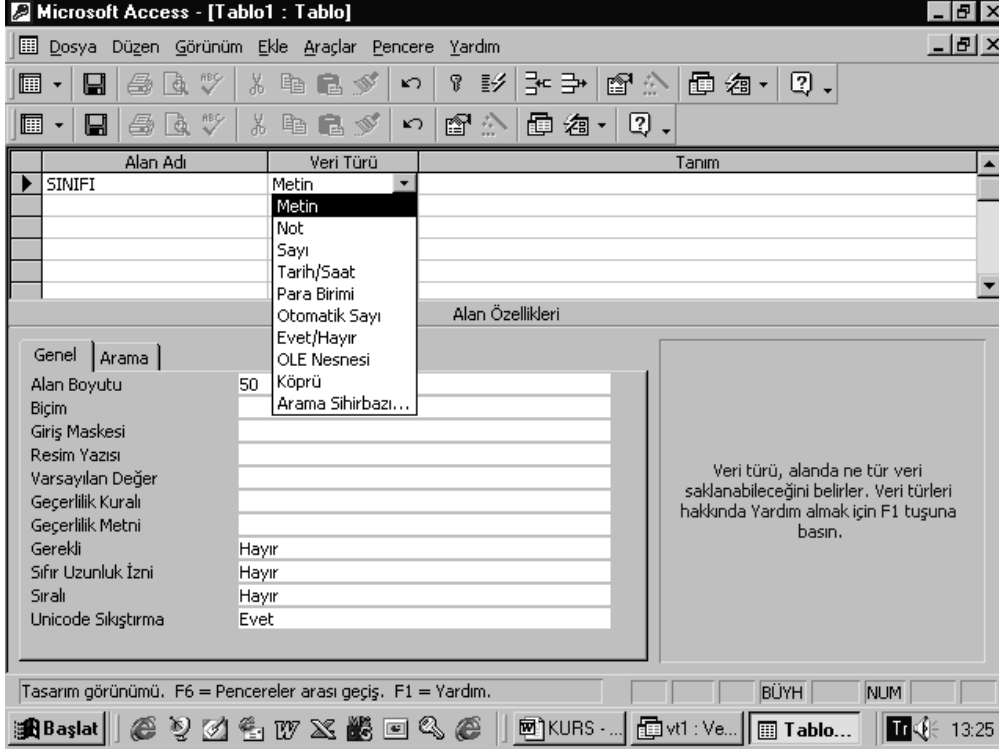 Microsoft Access - [Tablo1 : Tablo]
Dosya Düzen Görünüm Ekle Araçlar Pencere Yardım
Alan Adı Veri Türü Tanım
SINIFI Metin
Metin
Not
Sayı
Tarih/Saat
Para Birimi
Otomatik Sayı
Evet/Hayır
OLE Nesnesi
Köprü
Arama Sihirbazı...
Alan Özellikleri
Genel Arama
Alan Boyutu 50
Biçim
Giriş Maskesi
Resim Yazısı
Varsayılan Değer
Geçerlilik Kuralı
Geçerlilik Metni
Gerekli Hayır
Sıfır Uzunluk İzni Hayır
Sıralı Hayır
Unicode Sıkıştırma Evet
Veri türü, alanda ne tür veri
saklanabileceğini belirler. Veri türleri
hakkında Yardım almak için F1 tuşuna
basın.
Tasarım görünümü. F6 = Pencereler arası geçiş. F1 = Yardım.
BÜYH NUM
Başlat KURS - ... vt1 : Ve... Tablo... Tr 13:25